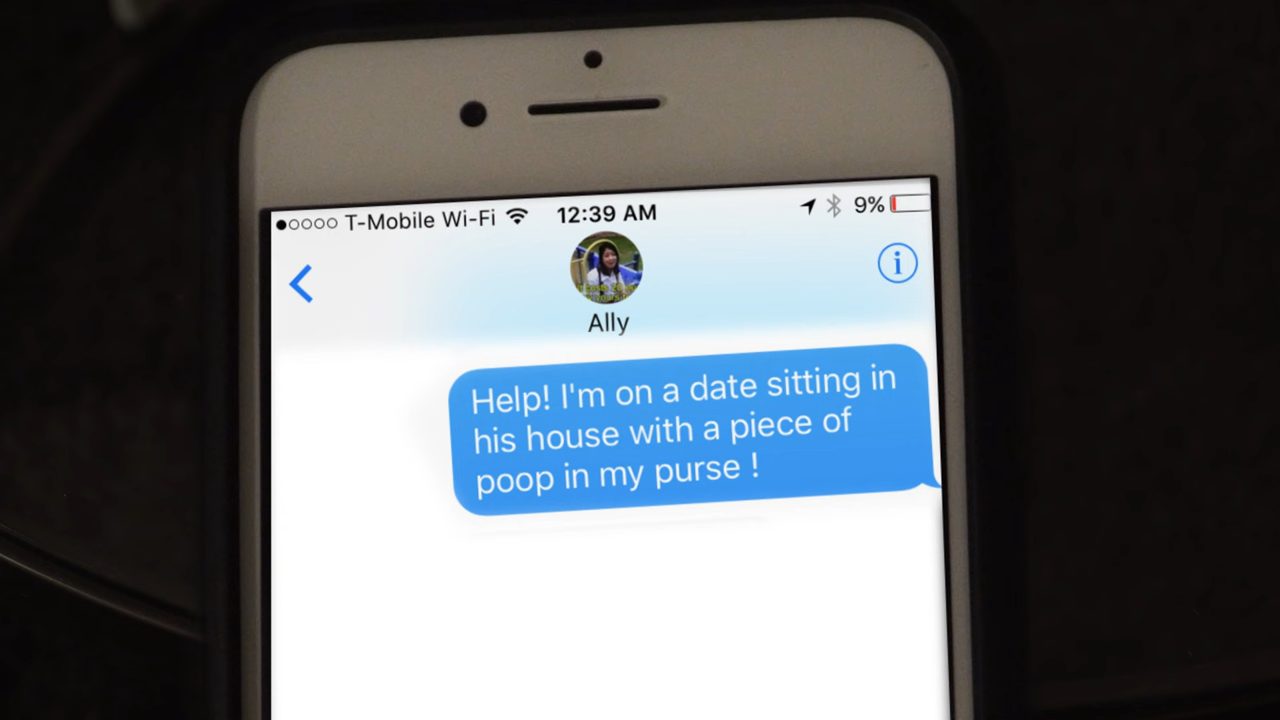 T-Mobile Wi-Fi 12:39 AM 9%
Ally
Help! I'm on a date sitting in
his house with a piece of
poop in my purse !